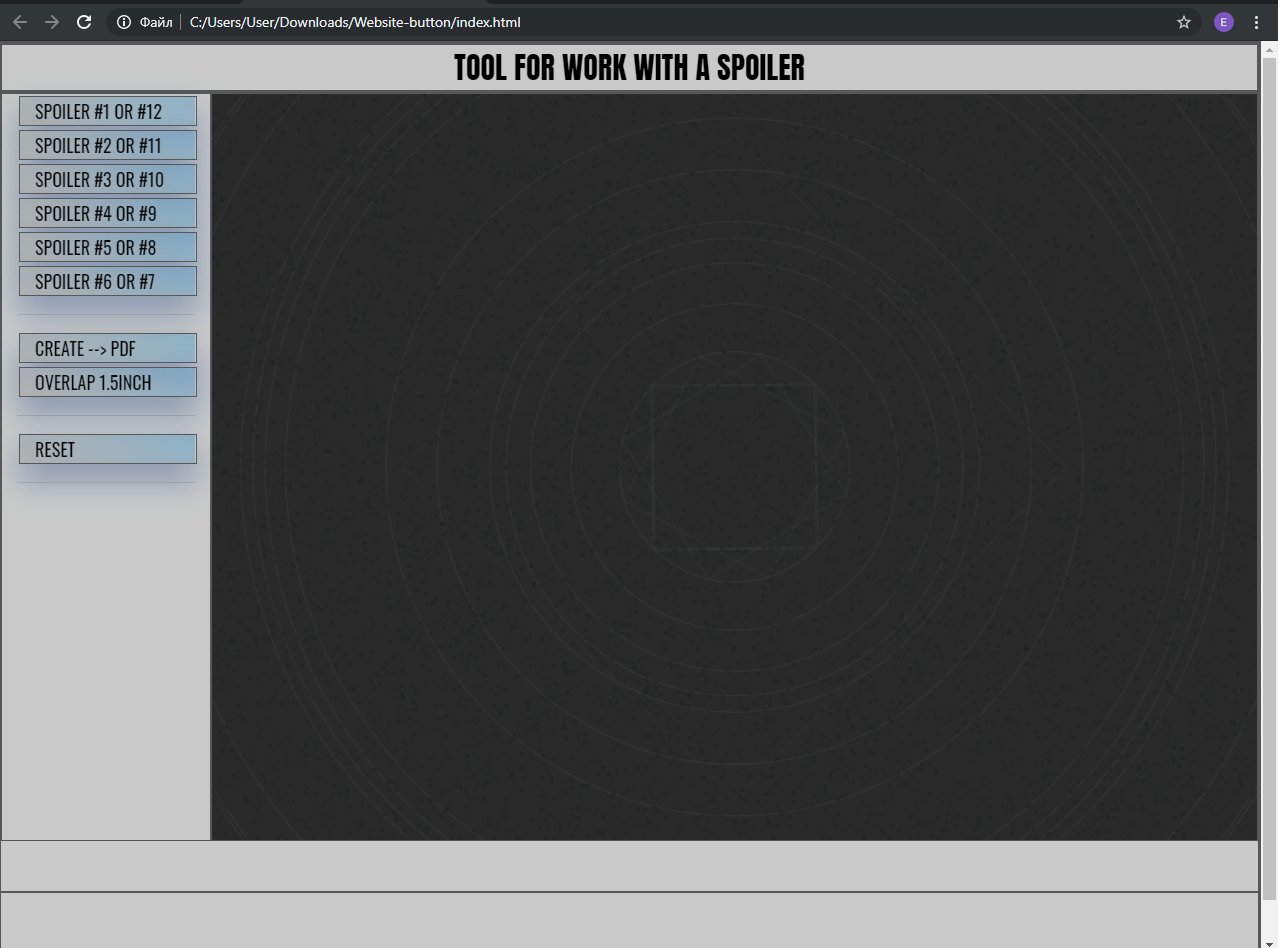 Файл C:/Users/User/Downloads/Website-button/index.html
E
TOOL FOR WORK WITH A SPOILER
SPOILER #1 OR #12
SPOILER #2 OR #11
SPOILER #3 OR #10
SPOILER #4 OR #9
SPOILER #5 OR #8
SPOILER #6 OR #7
CREATE --> PDF
OVERLAP 1.5INCH
RESET